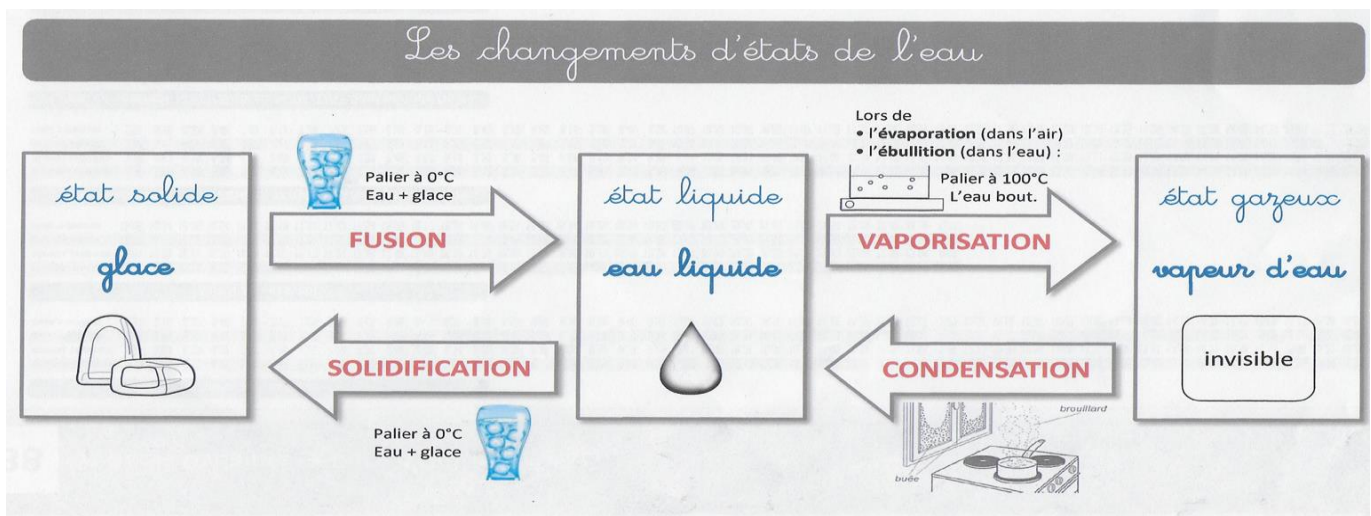 Les changements d'états de l'eau
Lors de
• l'évaporation (dans l'air)
• l'ébullition (dans l'eau) :
Palier à 100°C
L'eau bout.
Palier à 0°C
Eau + glace
état solide
glace
FUSION
état liquide
eau liquide
VAPORISATION
état gazeux
vapeur d'eau
invisible
SOLIDIFICATION
CONDENSATION
Palier à 0°C
Eau + glace
brouillard
buée